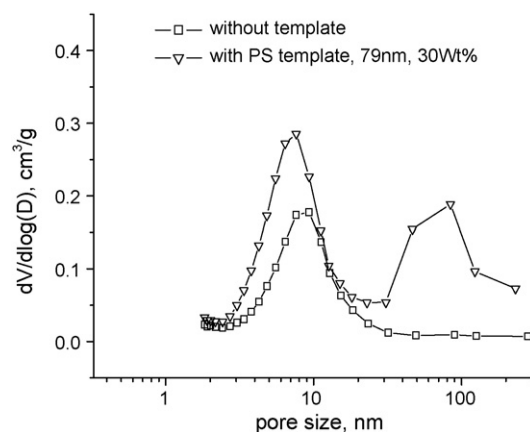 without template
with PS template, 79nm, 30Wt%
0.4
0.3
0.2
0.1
0.0
dV/dlog(D), cm³/g
1
10
100
pore size, nm